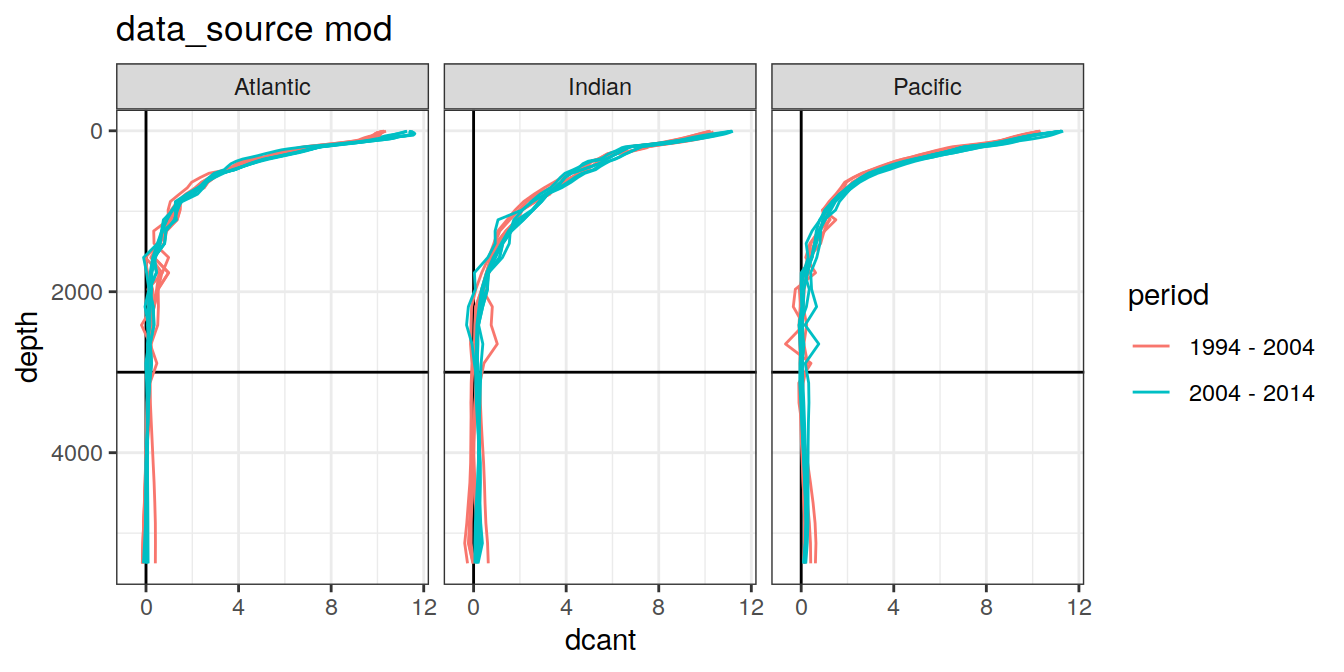 data_source mod
Atlantic Indian Pacific
0
2000
4000
depth
0 4 8 12 0 4 8 12 0 4 8 12
dcant
period
1994 - 2004
2004 - 2014